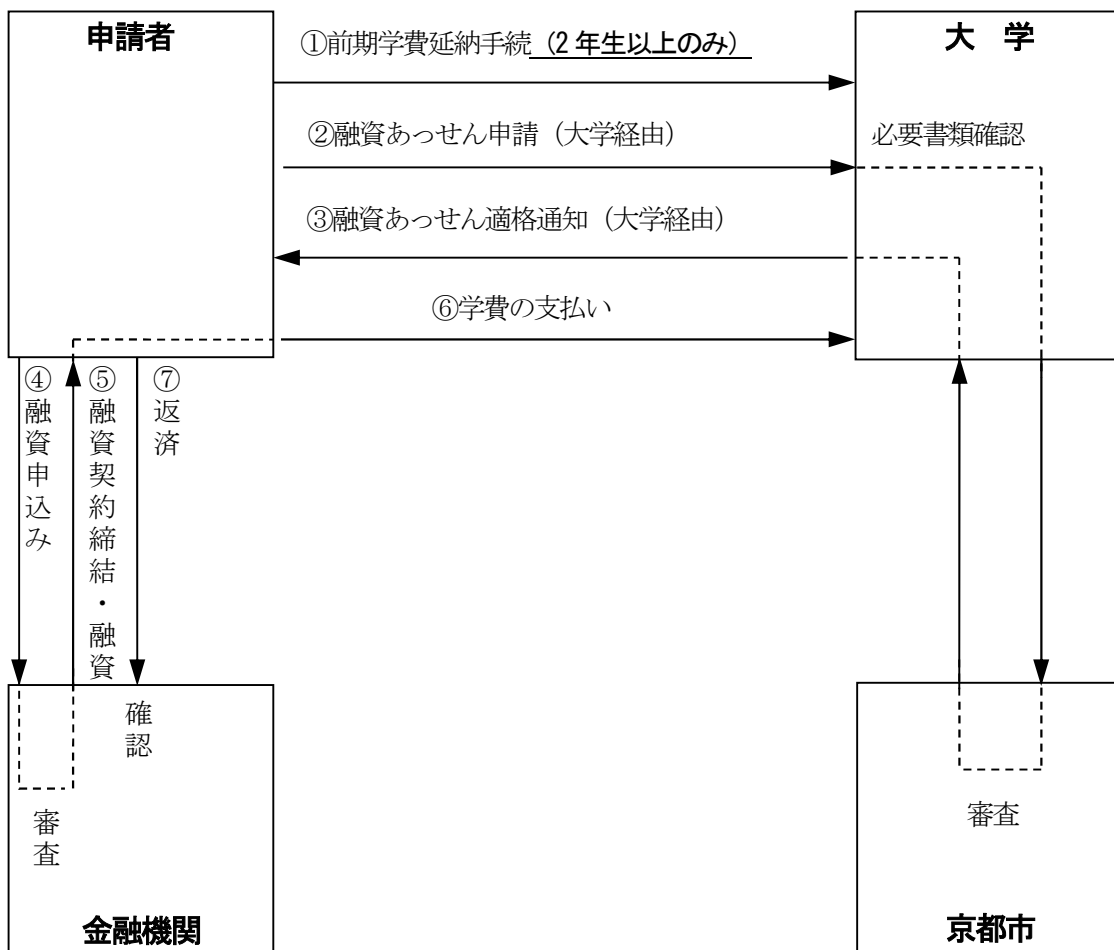 申請者
大 学
①前期学費延納手続（2年生以上のみ）
②融資あっせん申請（大学経由）
必要書類確認
③融資あっせん適格通知（大学経由）
⑥学費の支払い
④融資申込み
⑤融資契約締結・融資
⑦返済
確認
審査
審査
金融機関
京都市